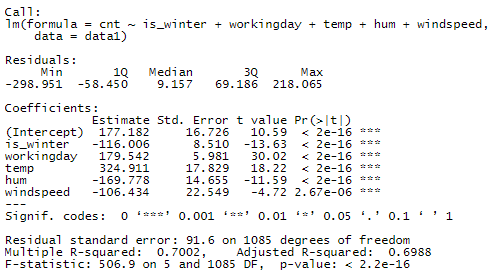 Call:
lm(formula = cnt ~ is_winter + workingday + temp + hum + windspeed,
    data = data1)
Residuals:
     Min       1Q   Median       3Q      Max
-298.951  -58.450    9.157   69.186  218.065
Coefficients:
            Estimate Std. Error t value Pr(>|t|)
(Intercept)  177.182     16.726   10.59  < 2e-16 ***
is_winter   -116.006      8.510  -13.63  < 2e-16 ***
workingday   179.542      5.981   30.02  < 2e-16 ***
temp         324.911     17.829   18.22  < 2e-16 ***
hum         -169.778     14.655  -11.59  < 2e-16 ***
windspeed   -106.434     22.549   -4.72 2.67e-06 ***
---
Signif. codes:  0 ‘***’ 0.001 ‘**’ 0.01 ‘*’ 0.05 ‘.’ 0.1 ‘ ’ 1
Residual standard error: 91.6 on 1085 degrees of freedom
Multiple R-squared:  0.7002,    Adjusted R-squared:  0.6988
F-statistic: 506.9 on 5 and 1085 DF,  p-value: < 2.2e-16